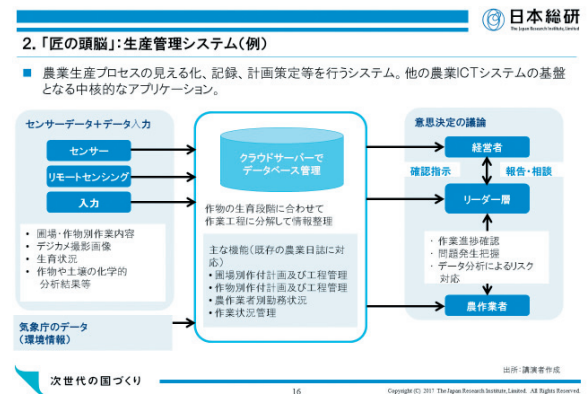 日本総研
The Japan Research Institute, Limited
2. 「匠の頭脳」:生産管理システム(例)
■ 農業生産プロセスの見える化、記録、計画策定等を行うシステム。他の農業ICTシステムの基盤
となる中核的なアプリケーション。
センサーデータ+データ入力
センサー
リモートセンシング
入力
• 圃場・作物別作業内容
• デジカメ撮影画像
• 生育状況
• 作物や土壌の化学的
分析結果等
気象庁のデータ
(環境情報)
クラウドサーバーで
データベース管理
作物の生育段階に合わせて
作業工程に分解して情報整理
主な機能(既存の農業日誌に対
応)
•圃場別作付計画及び工程管理
•作物別作付計画及び工程管理
•農作業者別勤務状況
•作業状況管理
意思決定の議論
経営者
確認指示
報告・相談
リーダー層
・作業進捗確認
・問題発生把握
・データ分析によるリスク
対応
農作業者
出所:講演者作成
次世代の国づくり
16
Copyright (C) 2017 The Japan Research Institute, Limited. All Rights Reserved.